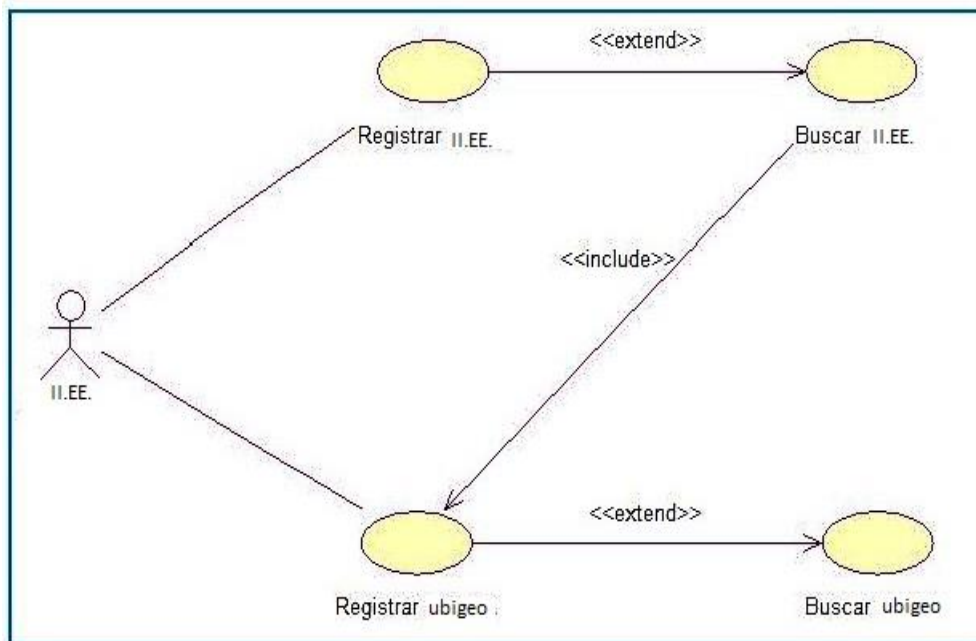 <<extend>>
Registrar II.EE.
Buscar II.EE.
<<include>>
II.EE.
<<extend>>
Registrar ubigeo .
Buscar ubigeo